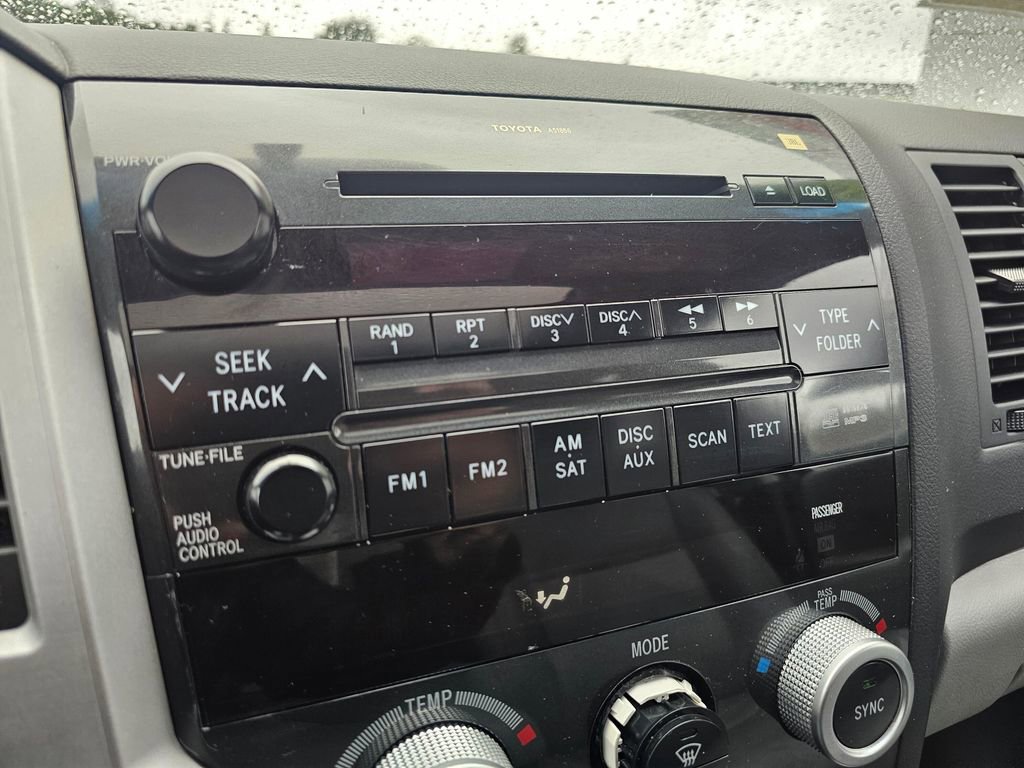 TOYOTA A51886
JBL
PWR·VOL
LOAD
SEEK
TRACK
RAND
1
RPT
2
DISC
3
DISC
4
5
6
TYPE
FOLDER
TUNE·FILE
PUSH
AUDIO
CONTROL
FM1
FM2
AM
SAT
DISC
AUX
SCAN
TEXT
MP3
PASSENGER
ON
TEMP
MODE
PASS
TEMP
SYNC